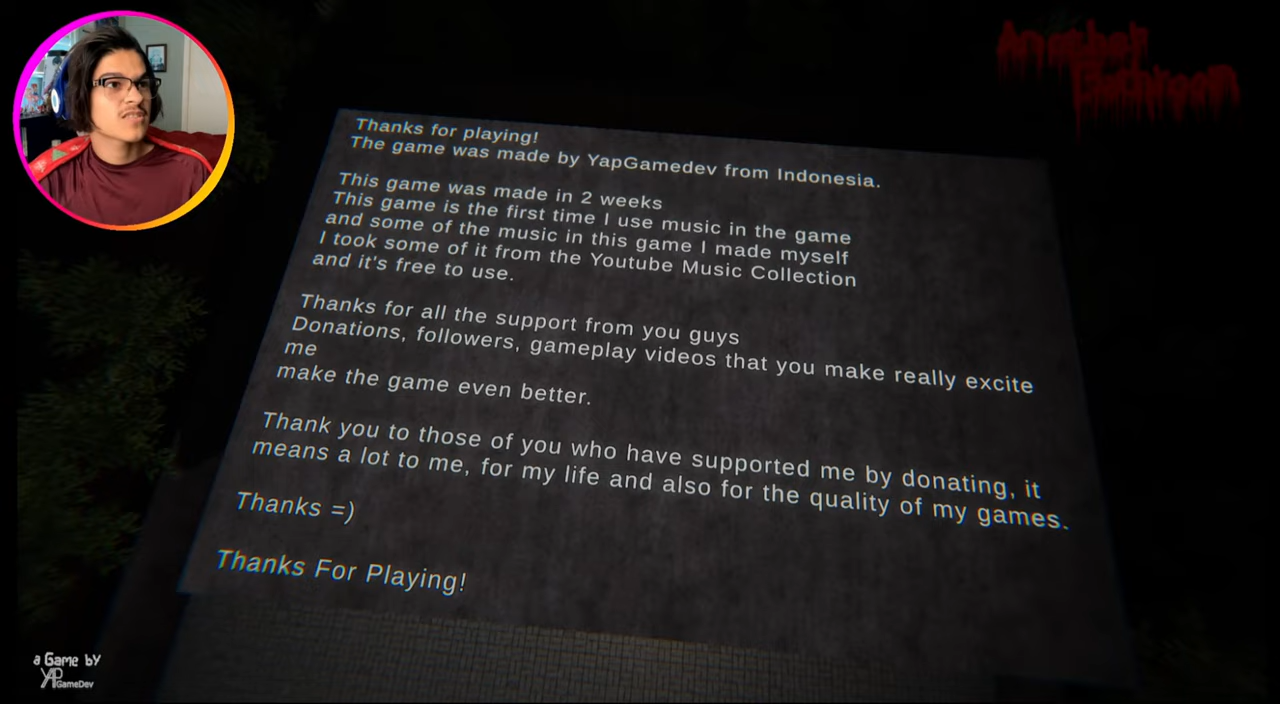 Another
Bathroom
Thanks for playing!
The game was made by YapGamedev from Indonesia.
This game was made in 2 weeks
This game is the first time I use music in the game
and some of the music in this game I made myself
I took some of it from the Youtube Music Collection
and it's free to use.
Thanks for all the support from you guys
Donations, followers, gameplay videos that you make really excite
me
make the game even better.
Thank you to those of you who have supported me by donating, it
means a lot to me, for my life and also for the quality of my games.
Thanks =)
Thanks For Playing!
a Game bY
YAP
GameDev